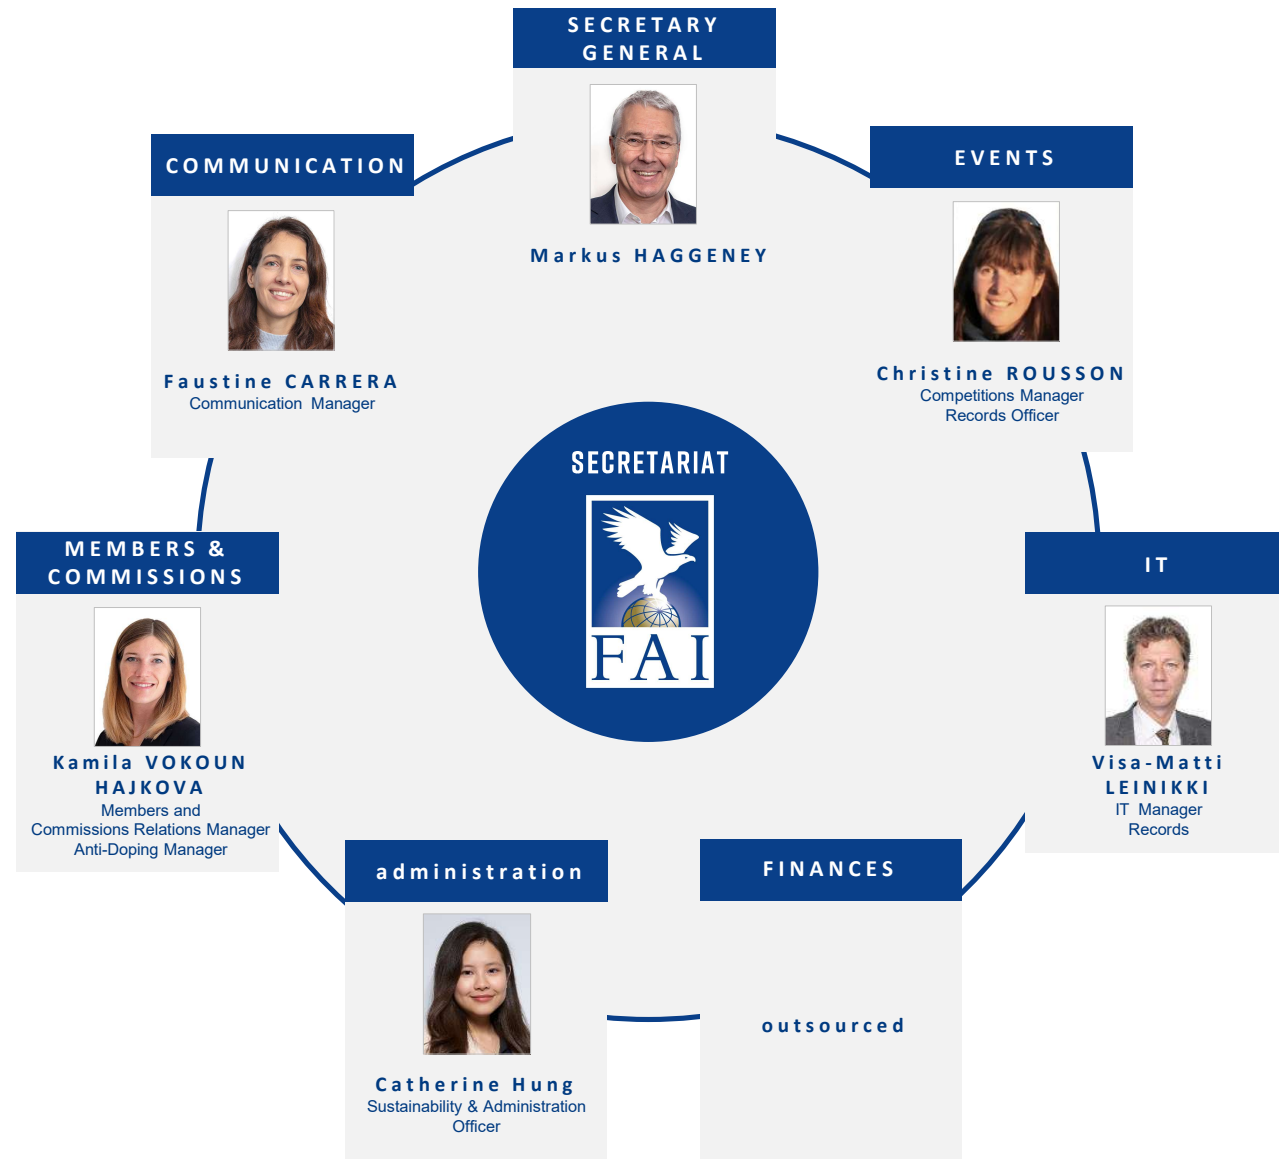 SECRETARY
GENERAL
Markus HAGGENEY
COMMUNICATION
Faustine CARRERA
Communication Manager
EVENTS
Christine ROUSSON
Competitions Manager
Records Officer
SECRETARIAT
FAI
MEMBERS &
COMMISSIONS
Kamila VOKOUN
HAJKOVA
Members and
Commissions Relations Manager
Anti-Doping Manager
IT
Visa-Matti
LEINIKKI
IT Manager
Records
administration
Catherine Hung
Sustainability & Administration
Officer
FINANCES
outsourced